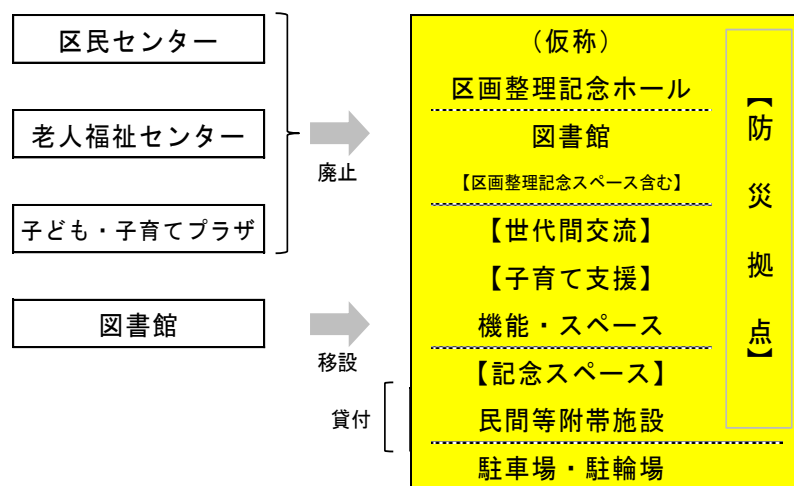 区民センター
老人福祉センター
子ども・子育てプラザ
図書館
廃止
移設
貸付
（仮称）
区画整理記念ホール
図書館
【区画整理記念スペース含む】
【世代間交流】
【子育て支援】
機能・スペース
【記念スペース】
民間等附帯施設
駐車場・駐輪場
【防災拠点】